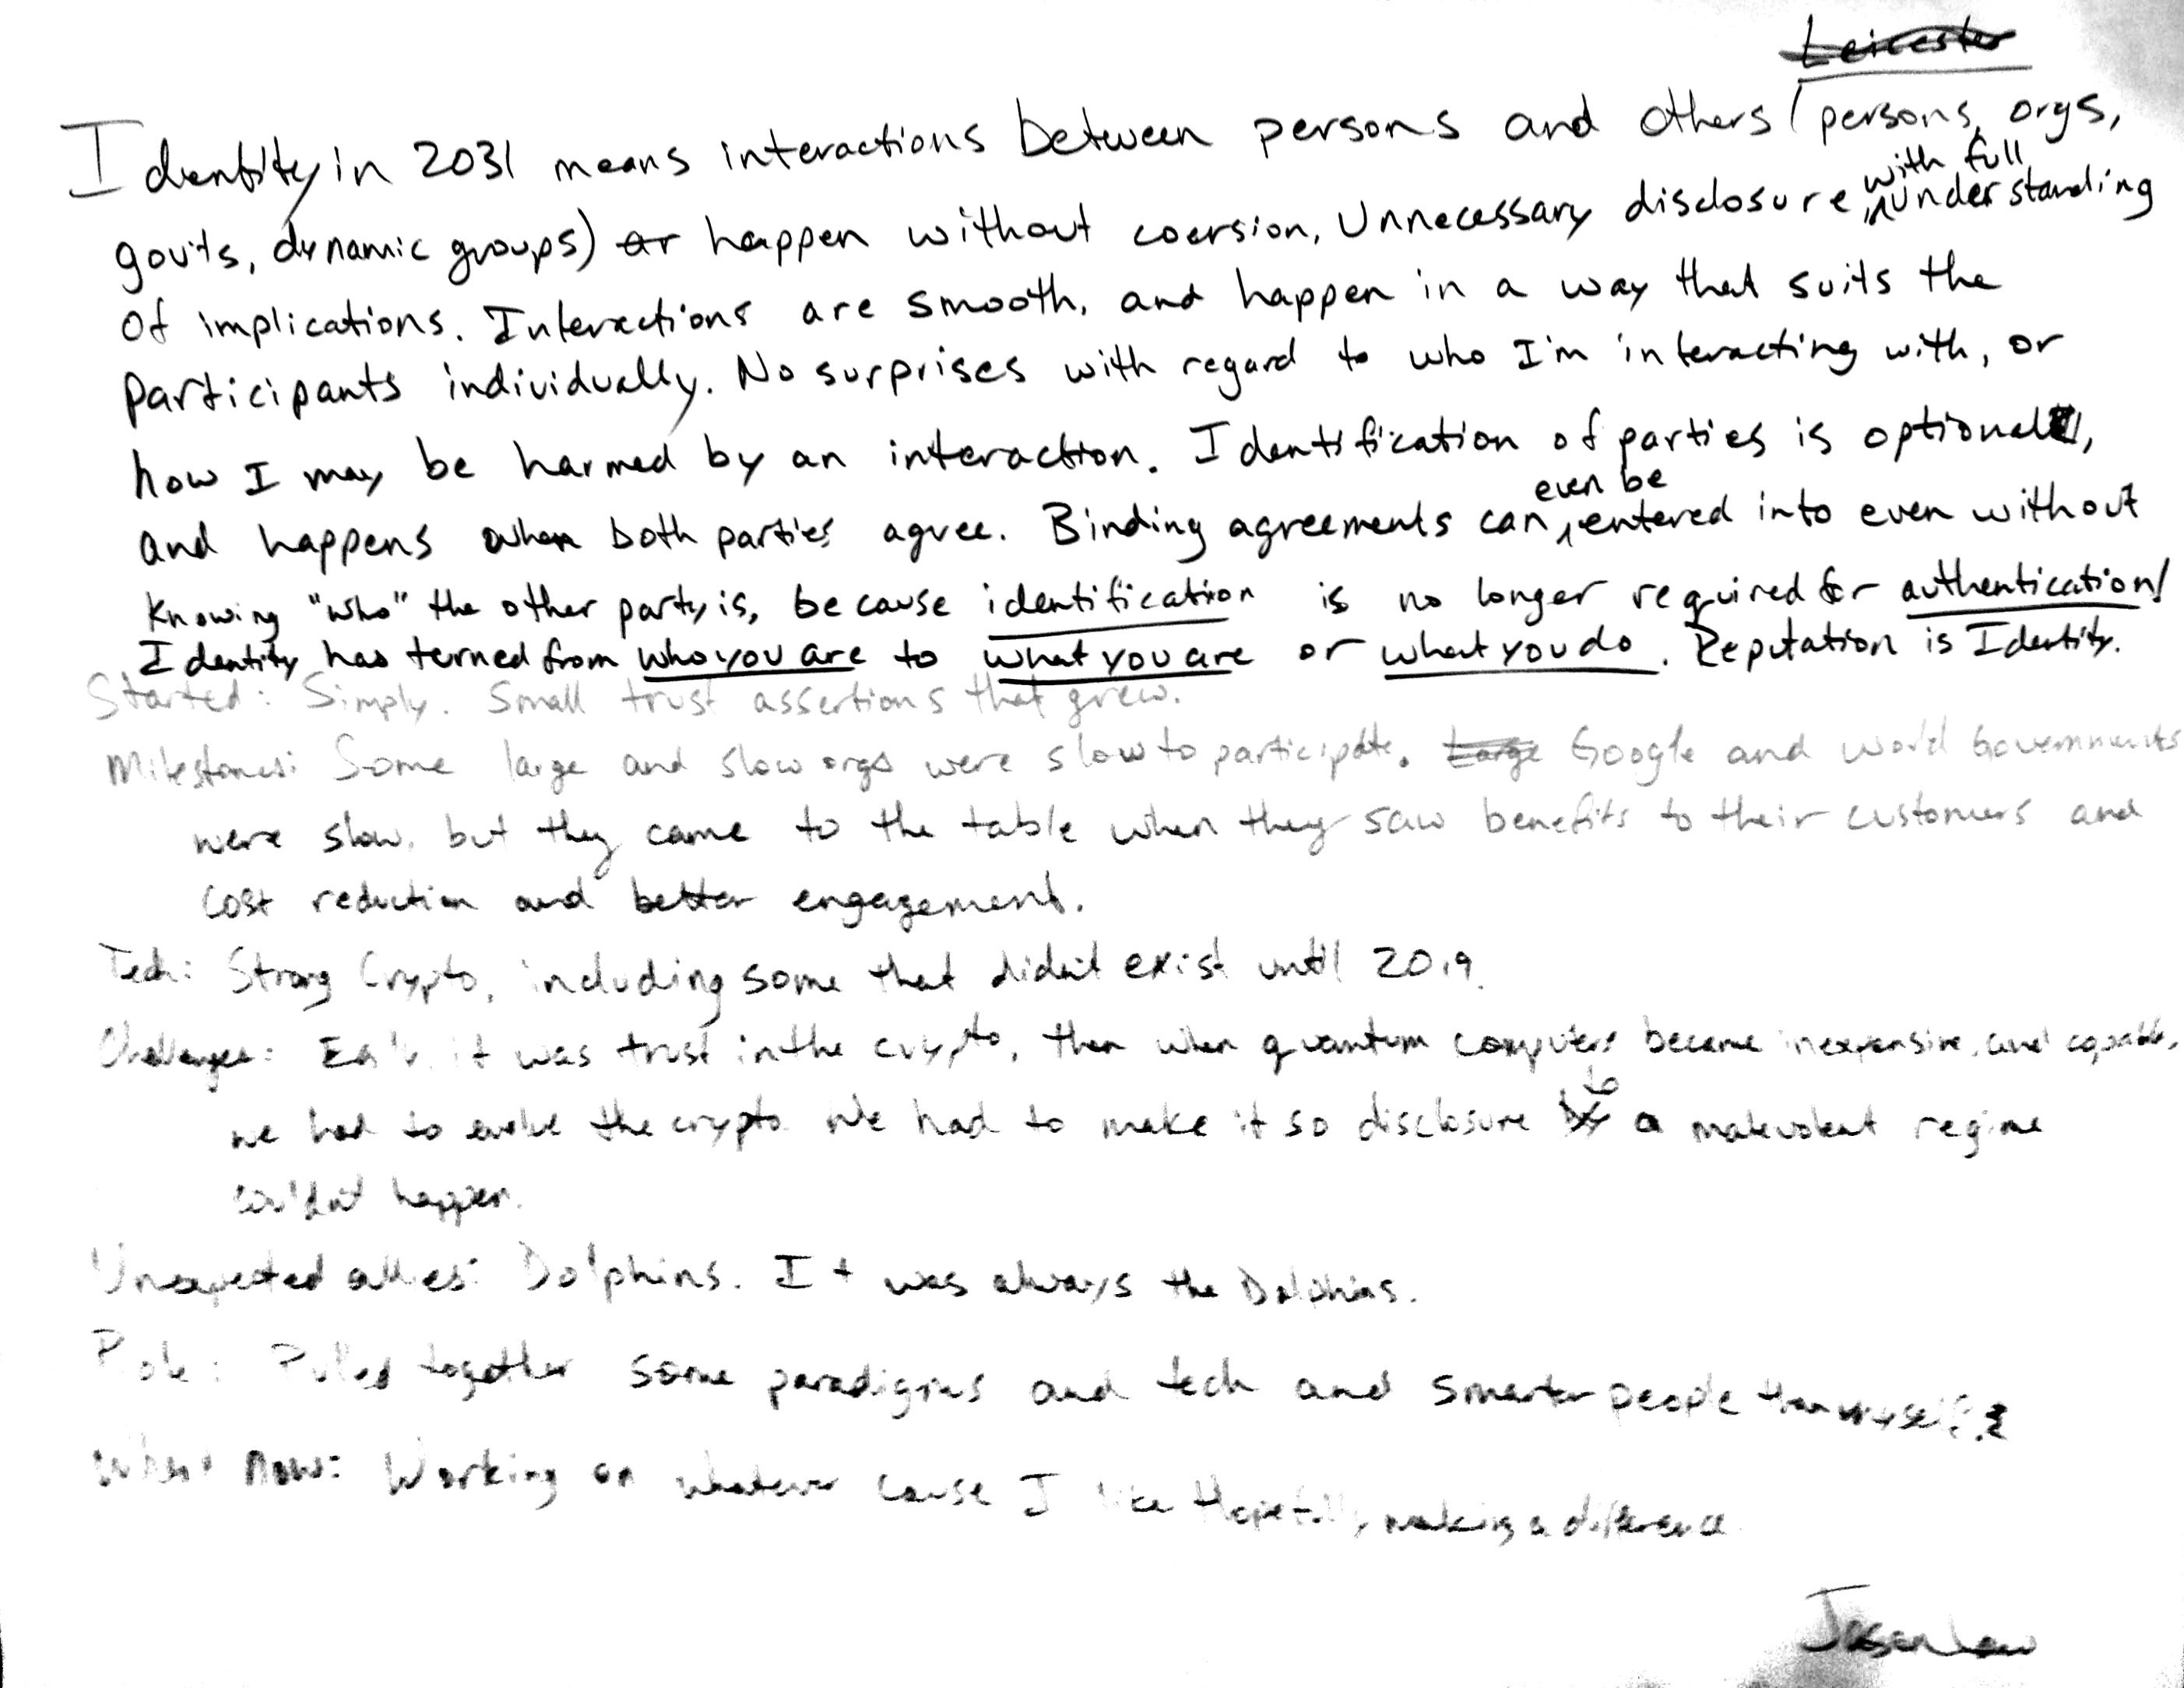 Leicester
Identity in 2031 means interactions between persons and others (persons, orgs,
with full
gov'ts, dynamic groups) or happen without coersion, Unnecessary disclosure, understanding
Of implications. Interactions are smooth, and happen in a way that suits the
Participants individually. No surprises with regard to who I'm interacting with, or
how I may be harmed by an interaction. Identification of parties is optional,
even be
and happens when both parties agree. Binding agreements can entered into even without
Knowing "who" the other party is, because identification is no longer required for authentication!
Identity has turned from who you are to what you are or what you do. Reputation is Identity.
Started: Simply. Small trust assertions that grew.
Milestones: Some large and slow orgs were slow to participate. Large Google and world Governments
were slow, but they came to the table when they saw benefits to their customers and
cost reduction and better engagement.
Tech: Strong Crypto, including some that didn't exist until 2019.
Challenges: Early it was trust in the crypto, then when quantum computers became inexpensive, and capable,
to
we had to evolve the crypto. We had to make it so disclosure by a malevolent regime
couldn't happen.
Unexpected allies: Dolphins. It was always the Dolphins.
Role: Pulled together some paradigms and tech and smarter people than myself.
What Now: Working on whatever cause I like Hopefully making a difference
Jason Law